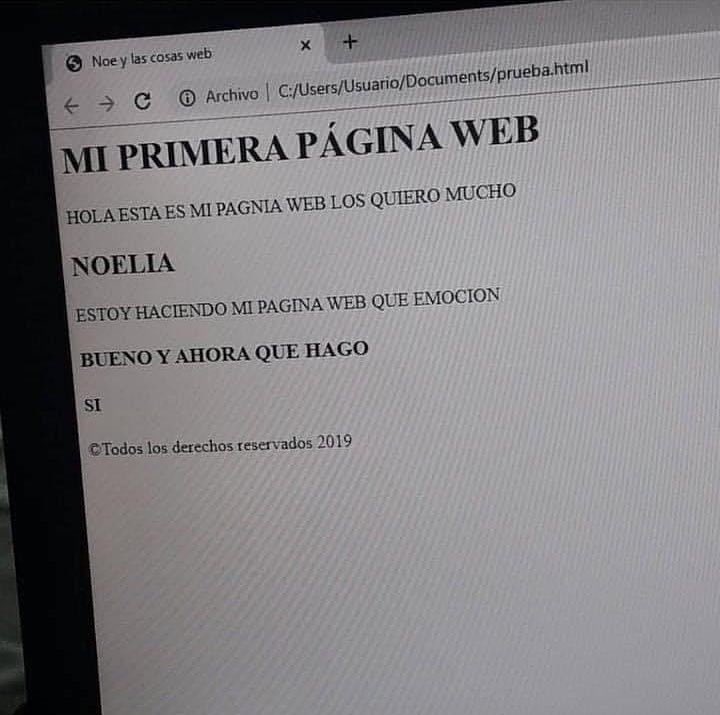 Noe y las cosas web
Archivo | C:/Users/Usuario/Documents/prueba.html
MI PRIMERA PÁGINA WEB
HOLA ESTA ES MI PAGNIA WEB LOS QUIERO MUCHO
NOELIA
ESTOY HACIENDO MI PAGINA WEB QUE EMOCION
BUENO Y AHORA QUE HAGO
SI
©Todos los derechos reservados 2019